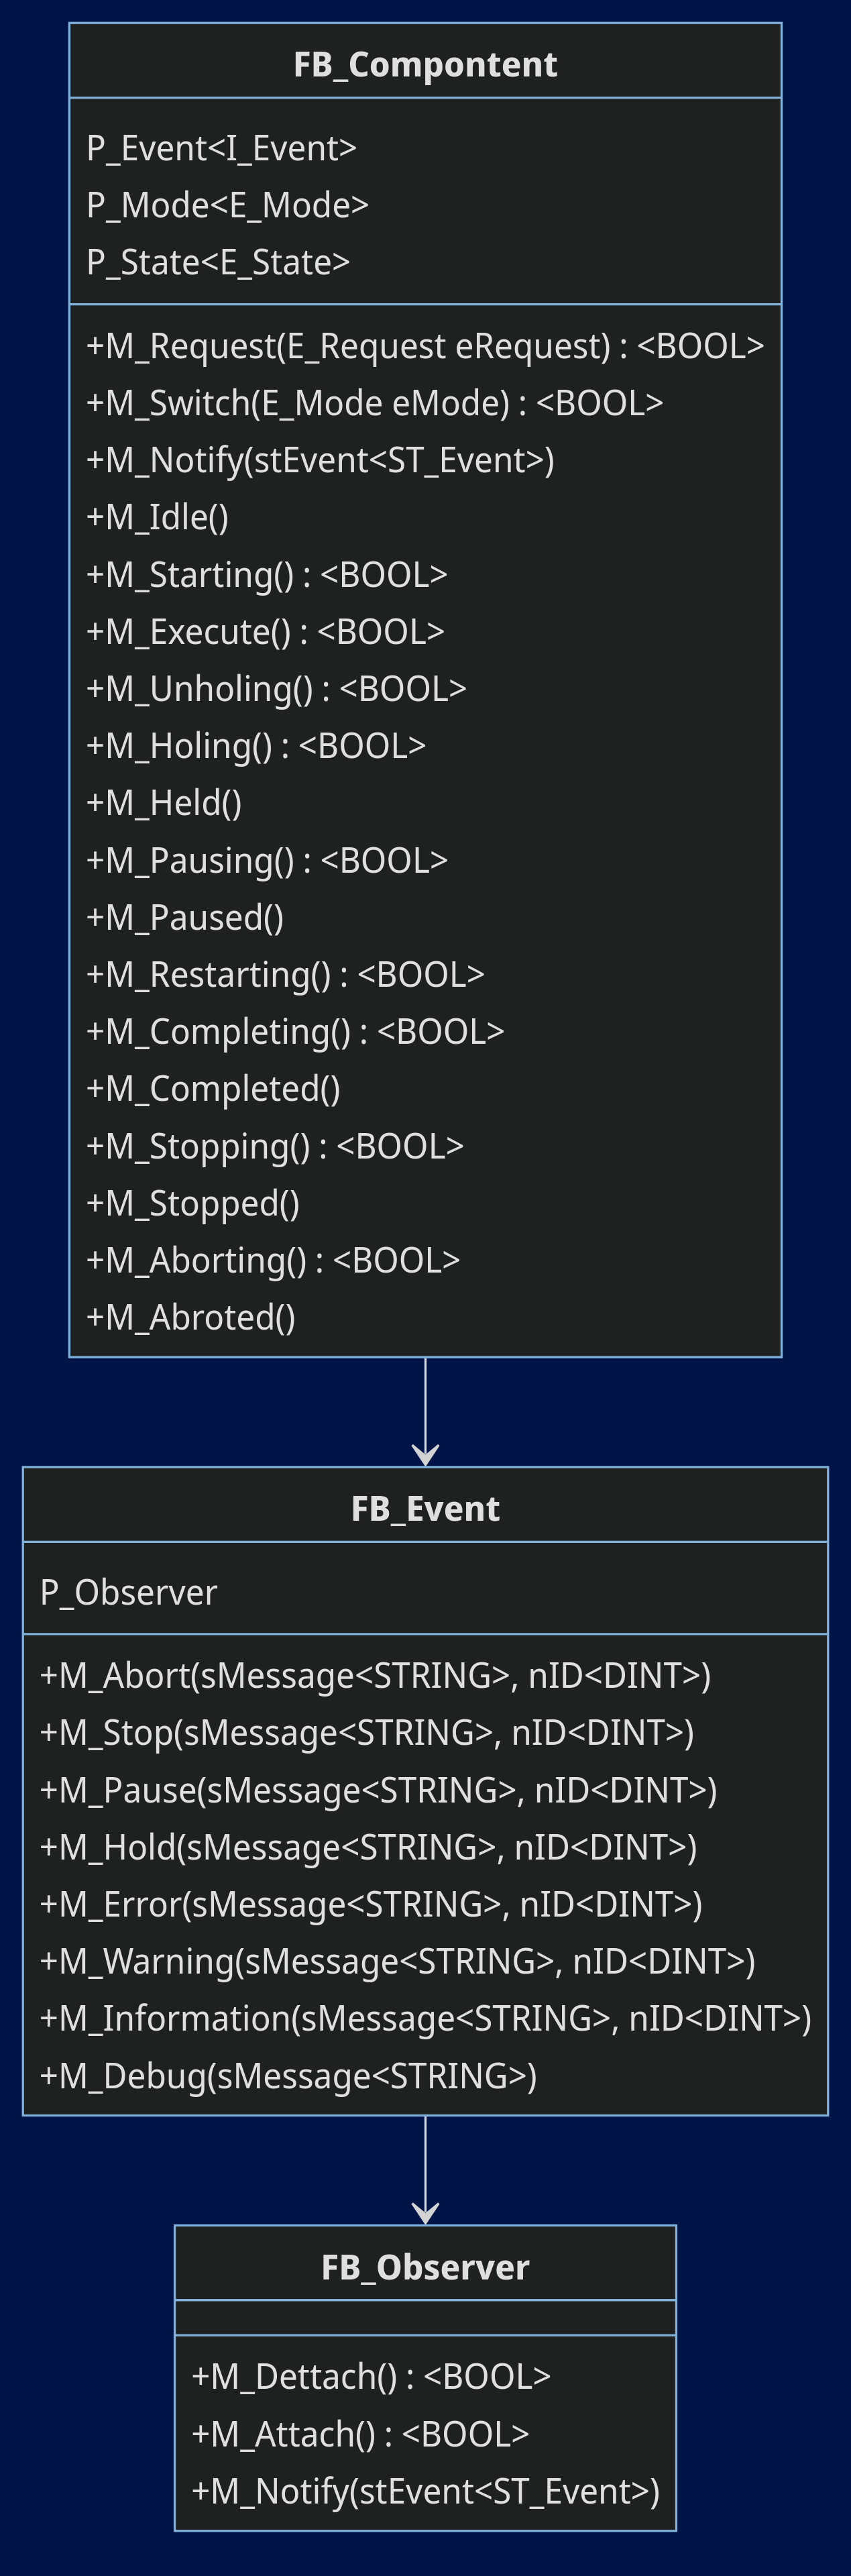 FB_Compontent
P_Event<I_Event>
P_Mode<E_Mode>
P_State<E_State>
+M_Request(E_Request eRequest) : <BOOL>
+M_Switch(E_Mode eMode) : <BOOL>
+M_Notify(stEvent<ST_Event>)
+M_Idle()
+M_Starting() : <BOOL>
+M_Execute() : <BOOL>
+M_Unholing() : <BOOL>
+M_Holing() : <BOOL>
+M_Held()
+M_Pausing() : <BOOL>
+M_Paused()
+M_Restarting() : <BOOL>
+M_Completing() : <BOOL>
+M_Completed()
+M_Stopping() : <BOOL>
+M_Stopped()
+M_Aborting() : <BOOL>
+M_Abroted()
FB_Event
P_Observer
+M_Abort(sMessage<STRING>, nID<DINT>)
+M_Stop(sMessage<STRING>, nID<DINT>)
+M_Pause(sMessage<STRING>, nID<DINT>)
+M_Hold(sMessage<STRING>, nID<DINT>)
+M_Error(sMessage<STRING>, nID<DINT>)
+M_Warning(sMessage<STRING>, nID<DINT>)
+M_Information(sMessage<STRING>, nID<DINT>)
+M_Debug(sMessage<STRING>)
FB_Observer
+M_Dettach() : <BOOL>
+M_Attach() : <BOOL>
+M_Notify(stEvent<ST_Event>)